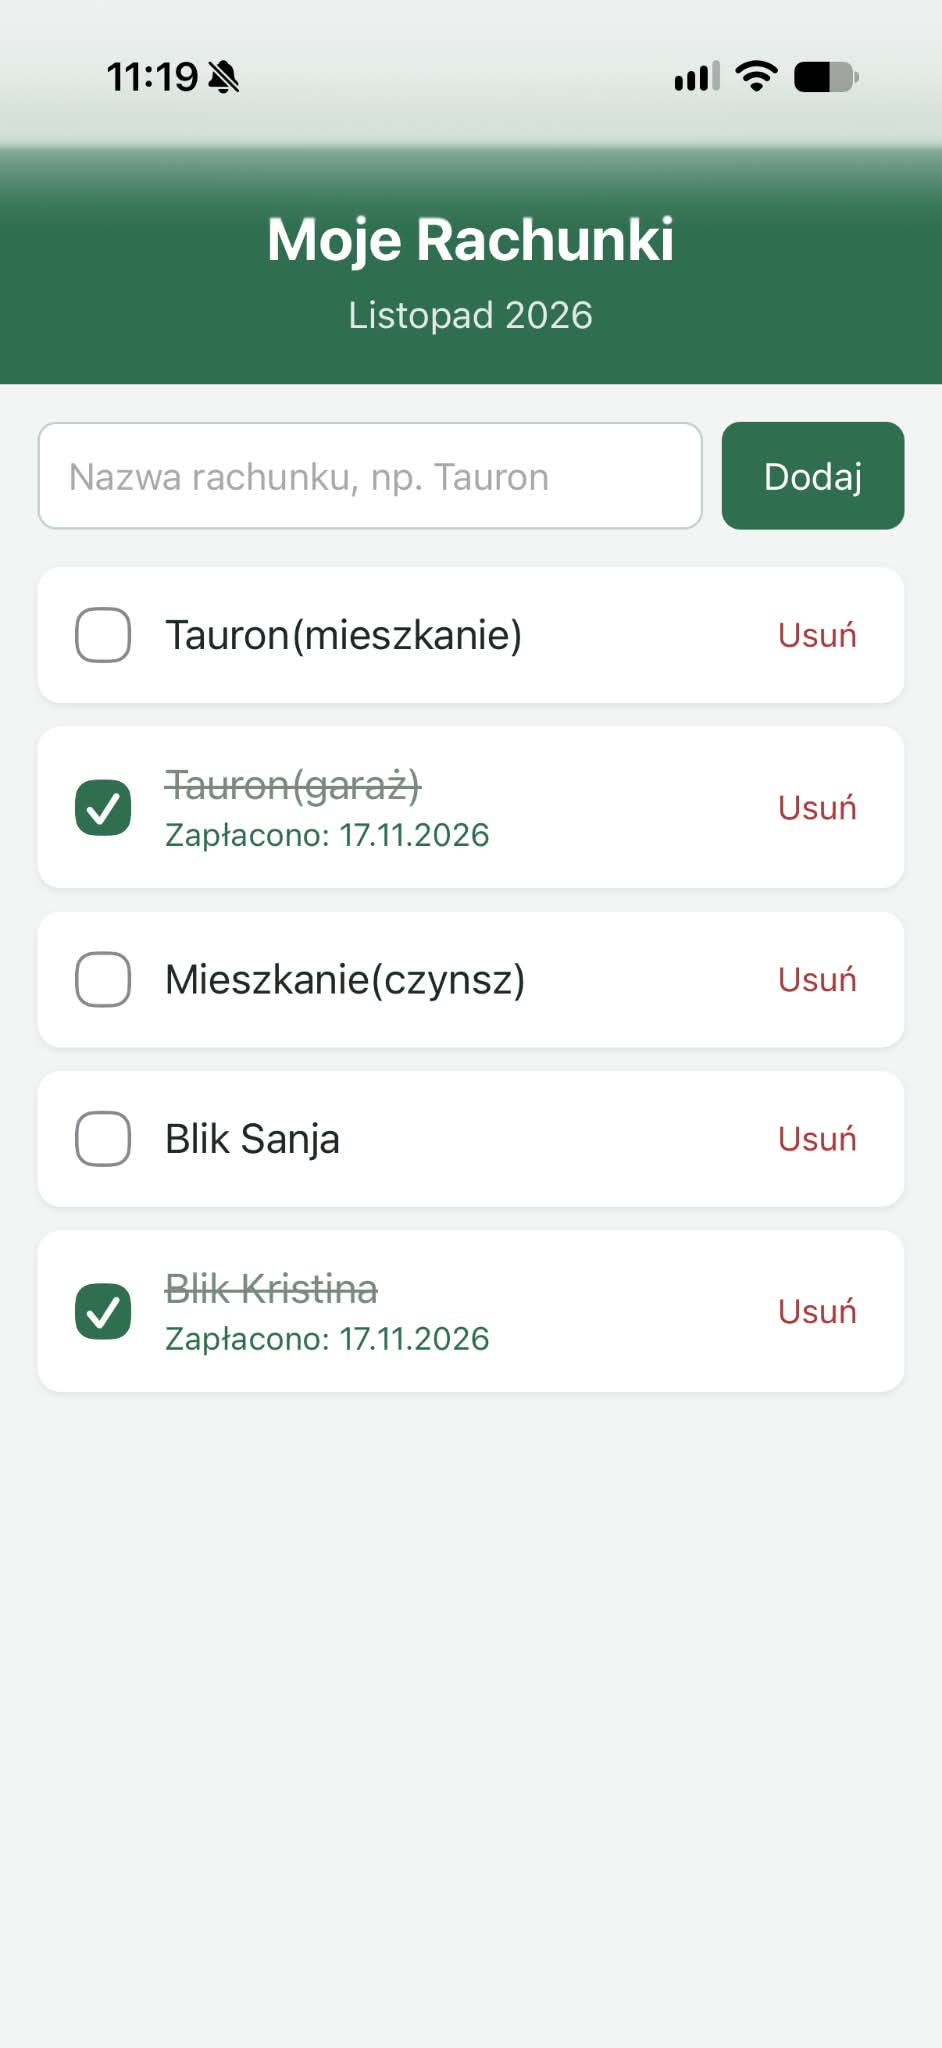 11:19
Moje Rachunki
Listopad 2026
Nazwa rachunku, np. Tauron
Dodaj
Tauron(mieszkanie)
Usuń
Tauron(garaż)
Zapłacono: 17.11.2026
Usuń
Mieszkanie(czynsz)
Usuń
Blik Sanja
Usuń
Blik Kristina
Zapłacono: 17.11.2026
Usuń